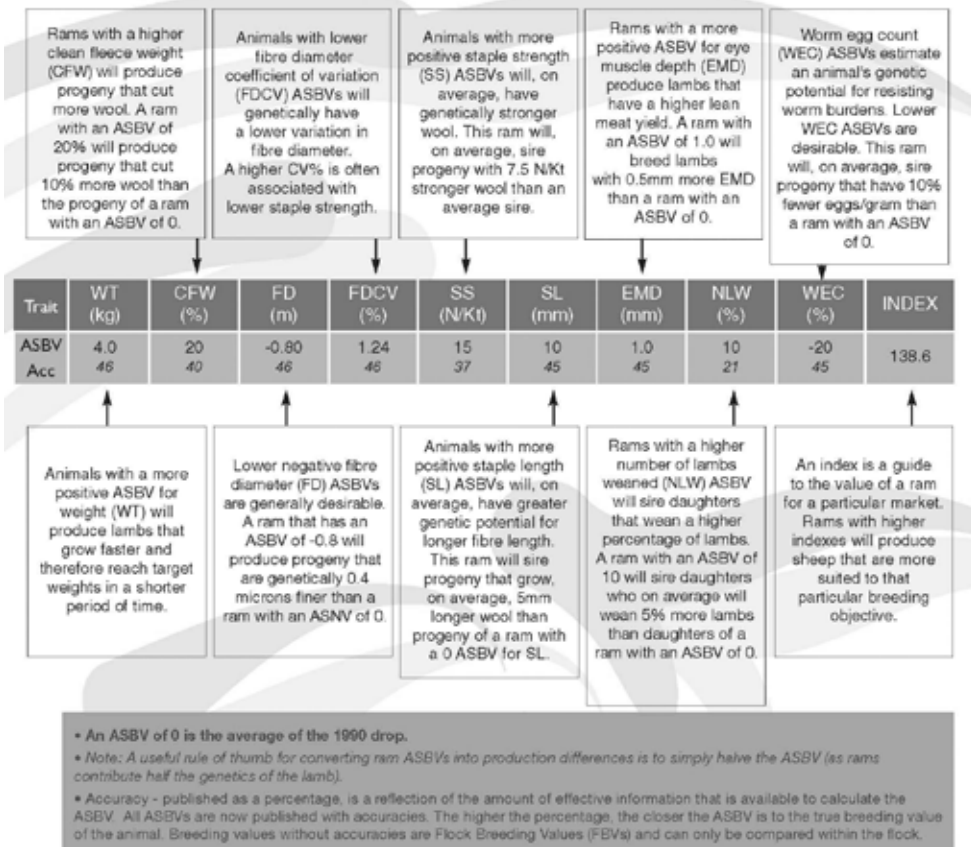 Rams with a higher
clean fleece weight
(CFW) will produce
progeny that cut
more wool. A ram
with an ASBV of
20% will produce
progeny that cut
10% more wool than
the progeny of a ram
with an ASBV of 0.
Animals with lower
fibre diameter
coefficient of variation
(FDCV) ASBVs will
genetically have
a lower variation in
fibre diameter.
A higher CV% is often
associated with
lower staple strength.
Animals with more
positive staple strength
(SS) ASBVs will, on
average, have
genetically stronger
wool. This ram will,
on average, sire
progeny with 7.5 N/Kt
stronger wool than an
average sire.
Rams with a more
positive ASBV for eye
muscle depth (EMD)
produce lambs that
have a higher lean
meat yield. A ram with
an ASBV of 1.0 will
breed lambs
with 0.5mm more EMD
than a ram with an
ASBV of 0.
Worm egg count
(WEC) ASBVs estimate
an animal's genetic
potential for resisting
worm burdens. Lower
WEC ASBVs are
desirable. This ram
will, on average, sire
progeny that have 10%
fewer eggs/gram than
a ram with an ASBV
of 0.
Trait WT (kg) CFW (%) FD (m) FDCV (%) SS (N/Kt) SL (mm) EMD (mm) NLW (%) WEC (%) INDEX
ASBV 4.0 20 -0.80 1.24 15 10 1.0 10 -20 138.6
Acc 46 40 46 46 37 45 45 21 45
Animals with a more
positive ASBV for
weight (WT) will
produce lambs that
grow faster and
therefore reach target
weights in a shorter
period of time.
Lower negative fibre
diameter (FD) ASBVs
are generally desirable.
A ram that has an
ASBV of -0.8 will
produce progeny that
are genetically 0.4
microns finer than a
ram with an ASNV of 0.
Animals with more
positive staple length
(SL) ASBVs will, on
average, have greater
genetic potential for
longer fibre length.
This ram will sire
progeny that grow,
on average, 5mm
longer wool than
progeny of a ram with
a 0 ASBV for SL.
Rams with a higher
number of lambs
weaned (NLW) ASBV
will sire daughters
that wean a higher
percentage of lambs.
A ram with an ASBV of
10 will sire daughters
who on average will
wean 5% more lambs
than daughters of a
ram with an ASBV of 0.
An index is a guide
to the value of a ram
for a particular market.
Rams with higher
indexes will produce
sheep that are more
suited to that
particular breeding
objective.
• An ASBV of 0 is the average of the 1990 drop.
• Note: A useful rule of thumb for converting ram ASBVs into production differences is to simply halve the ASBV (as rams
contribute half the genetics of the lamb).
• Accuracy - published as a percentage, is a reflection of the amount of effective information that is available to calculate the
ASBV. All ASBVs are now published with accuracies. The higher the percentage, the closer the ASBV is to the true breeding value
of the animal. Breeding values without accuracies are Flock Breeding Values (FBVs) and can only be compared within the flock.